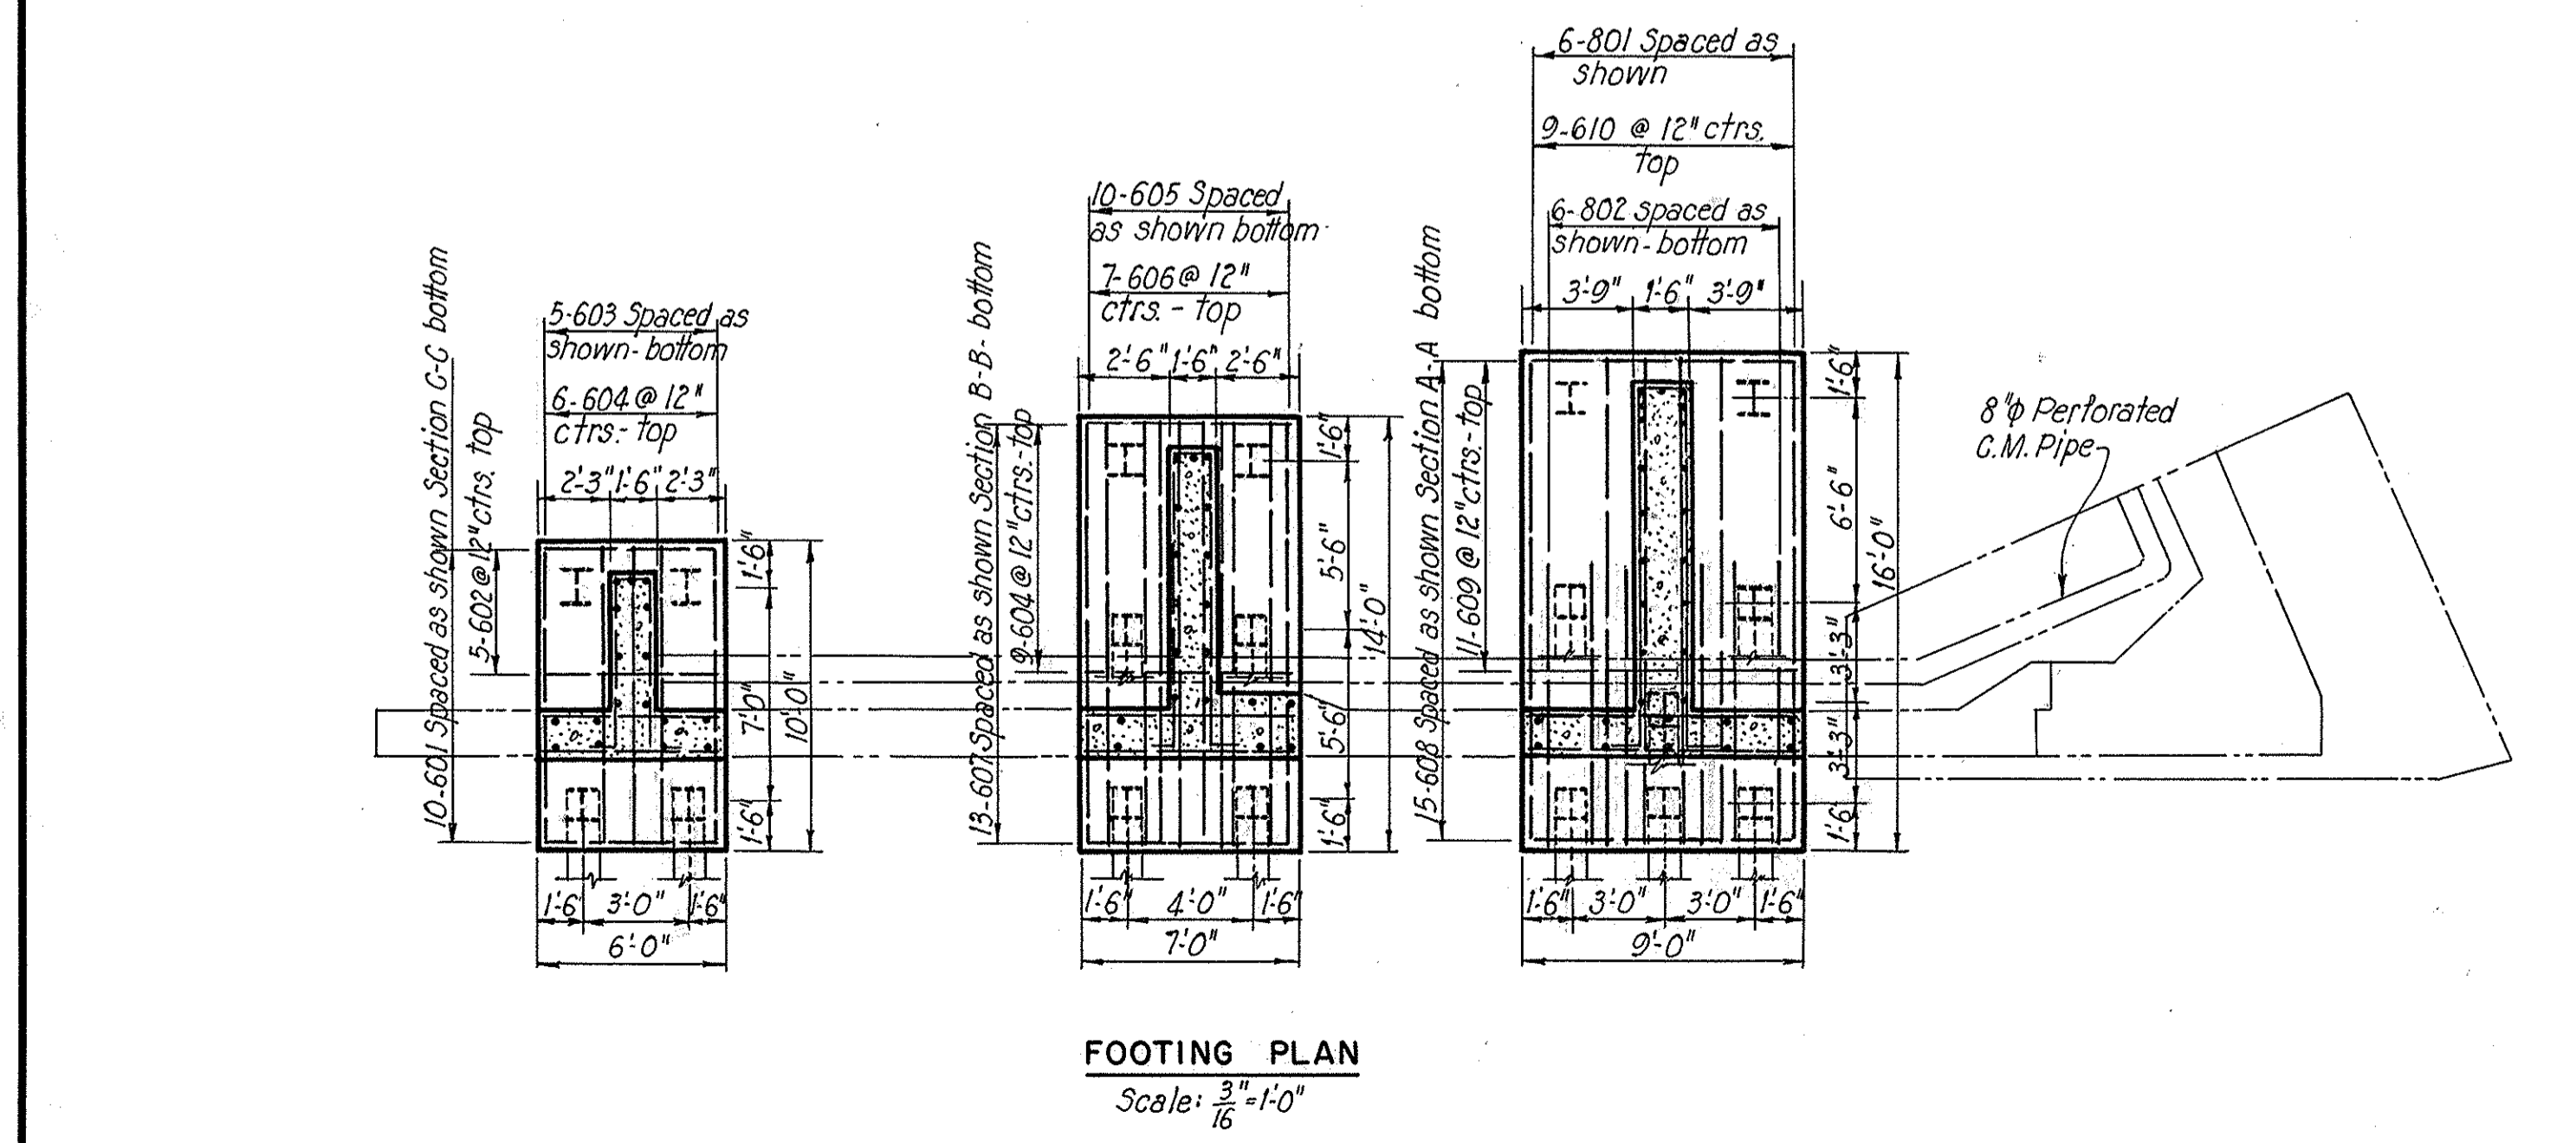 6-801 Spaced as
shown
9-610 @ 12" ctrs.
top
6-802 spaced as
shown-bottom
3'-9" 1'-6" 3'-9"
10-605 Spaced
as shown bottom
7-606 @ 12"
ctrs. - top
2'-6" 1'-6" 2'-6"
5-603 Spaced as
shown-bottom
6-604 @ 12"
ctrs.- top
2'-3" 1'-6" 2'-3"
10-601 Spaced as shown Section C-C bottom
5-602 @ 12" ctrs. top
1'-6"
7'-0"
1'-6"
10'-0"
13-607 Spaced as shown Section B-B- bottom
9-604 @ 12" ctrs.-top
1'-6"
5'-6"
5'-6"
1'-6"
14'-0"
15-608 Spaced as shown Section A-A bottom
11-609 @ 12" ctrs.-top
1'-6"
6'-6"
3'-3"
3'-3"
1'-6"
16'-0"
8"φ Perforated
C.M. Pipe
1'-6" 3'-0" 1'-6"
6'-0"
1'-6" 4'-0" 1'-6"
7'-0"
1'-6" 3'-0" 3'-0" 1'-6"
9'-0"
FOOTING PLAN
Scale: 3/16" = 1'-0"